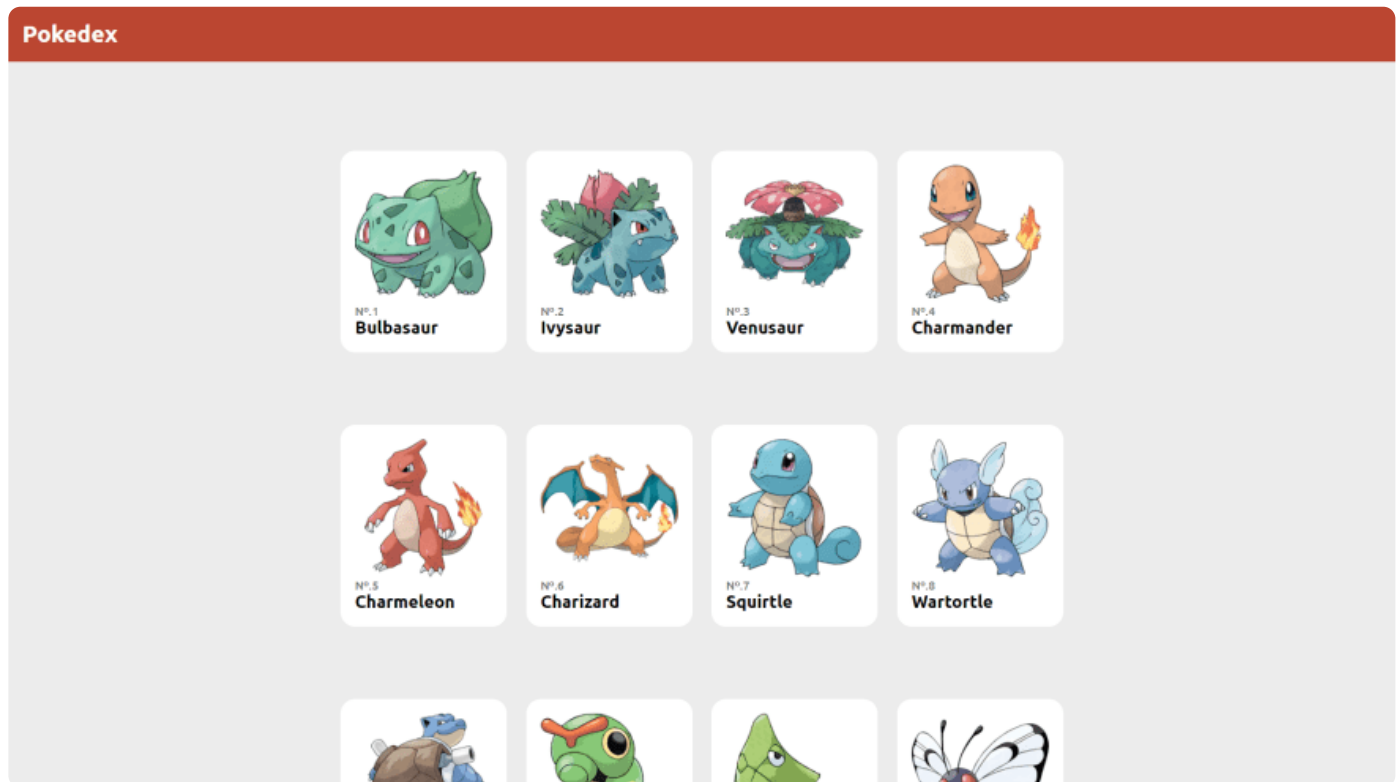 Pokedex
Nº.1
Bulbasaur
Nº.2
Ivysaur
Nº.3
Venusaur
Nº.4
Charmander
Nº.5
Charmeleon
Nº.6
Charizard
Nº.7
Squirtle
Nº.8
Wartortle